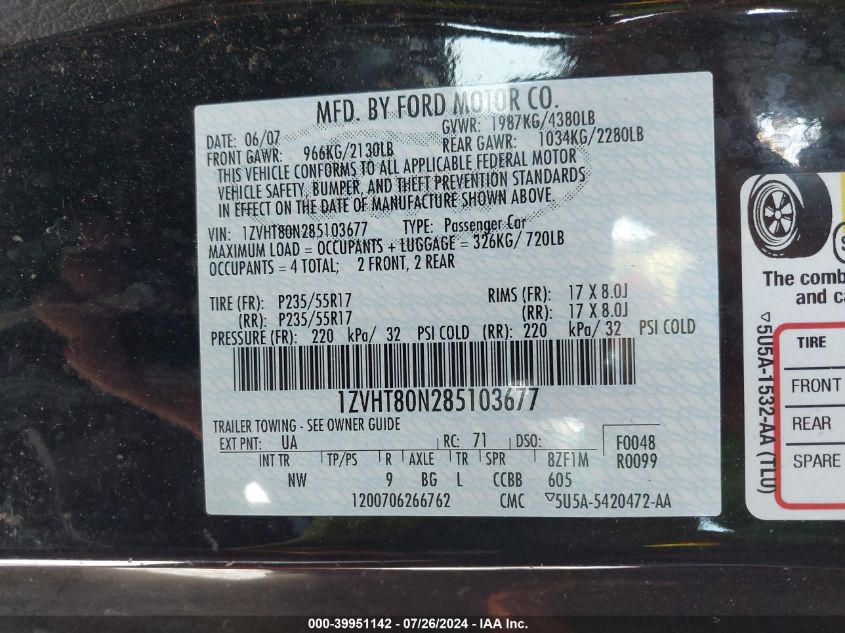 MFD. BY FORD MOTOR CO.
DATE: 06/07 GVWR: 1987KG/4380LB
FRONT GAWR: 966KG/2130LB REAR GAWR: 1034KG/2280LB
THIS VEHICLE CONFORMS TO ALL APPLICABLE FEDERAL MOTOR
VEHICLE SAFETY, BUMPER, AND THEFT PREVENTION STANDARDS
IN EFFECT ON THE DATE OF MANUFACTURE SHOWN ABOVE.
VIN: 1ZVHT80N285103677 TYPE: Passenger Car
MAXIMUM LOAD = OCCUPANTS + LUGGAGE = 326KG/ 720LB
OCCUPANTS = 4 TOTAL; 2 FRONT, 2 REAR
TIRE (FR): P235/55R17 RIMS (FR): 17 X 8.0J
(RR): P235/55R17 (RR): 17 X 8.0J
PRESSURE (FR): 220 kPa/ 32 PSI COLD (RR): 220 kPa/ 32 PSI COLD
1ZVHT80N285103677
TRAILER TOWING - SEE OWNER GUIDE
EXT PNT: UA RC: 71 DSO: F0048
INT TR TP/PS R AXLE TR SPR 8ZF1M R0099
NW 9 BG L CCBB 605
1200706266762 CMC ▽5U5A-5420472-AA
The comb
and ca
▽5U5A-1532-AA (TLU)
TIRE
FRONT
REAR
SPARE
000-39951142 - 07/26/2024 - IAA Inc.